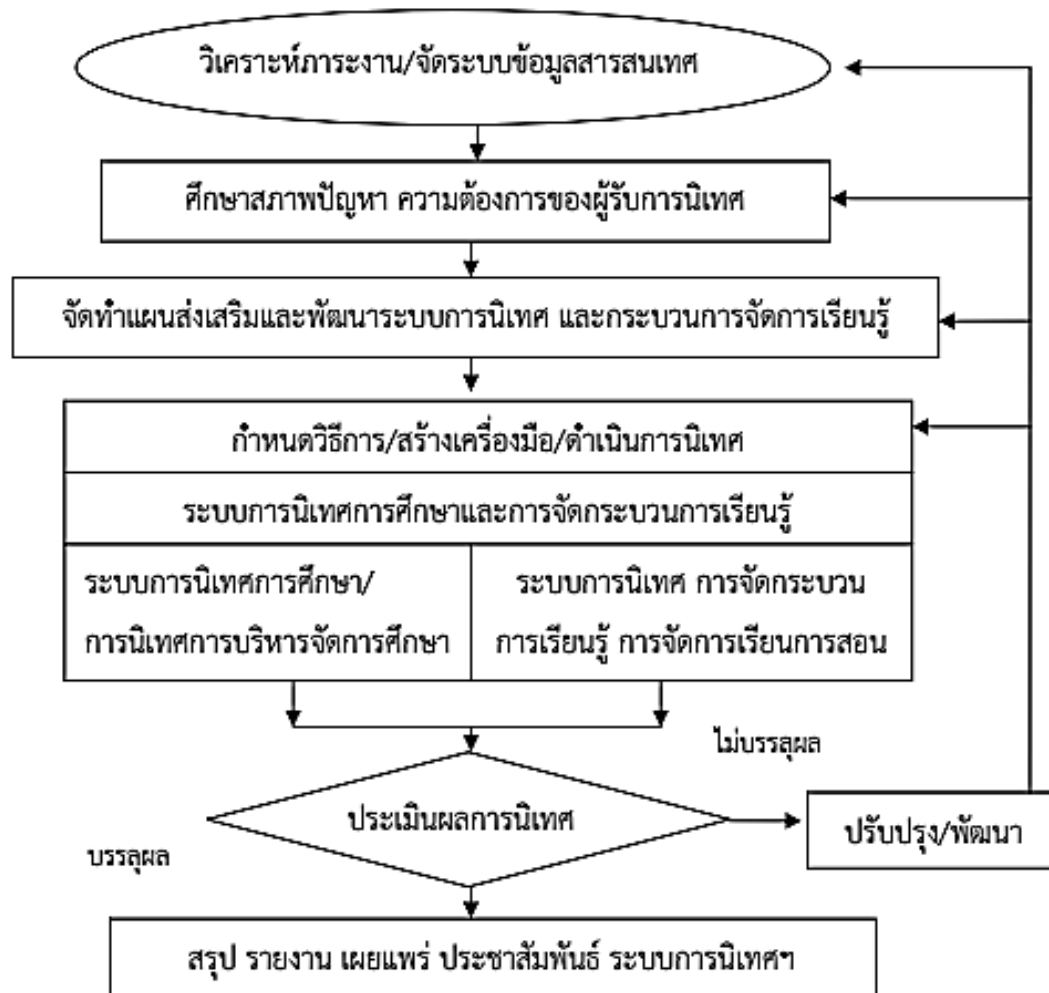 วิเคราะห์ภาระงาน/จัดระบบข้อมูลสารสนเทศ
ศึกษาสภาพปัญหา ความต้องการของผู้รับการนิเทศ
จัดทำแผนส่งเสริมและพัฒนาระบบการนิเทศ และกระบวนการจัดการเรียนรู้
กำหนดวิธีการ/สร้างเครื่องมือ/ดำเนินการนิเทศ
ระบบการนิเทศการศึกษาและการจัดกระบวนการเรียนรู้
ระบบการนิเทศการศึกษา/
การนิเทศการบริหารจัดการศึกษา
ระบบการนิเทศ การจัดกระบวน
การเรียนรู้ การจัดการเรียนการสอน
ไม่บรรลุผล
ประเมินผลการนิเทศ
ปรับปรุง/พัฒนา
บรรลุผล
สรุป รายงาน เผยแพร่ ประชาสัมพันธ์ ระบบการนิเทศฯ